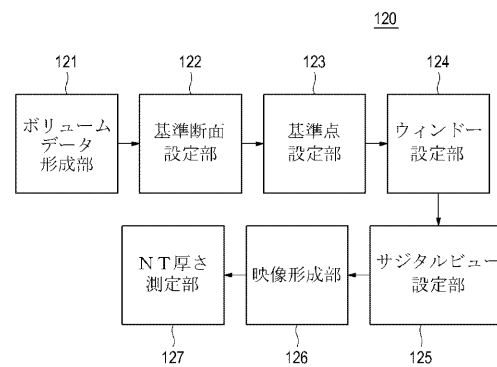 120
121
122
123
124
ボリューム
データ
形成部
基準断面
設定部
基準点
設定部
ウィンドー
設定部
NT厚さ
測定部
映像形成部
サジタルビュー
設定部
127
126
125